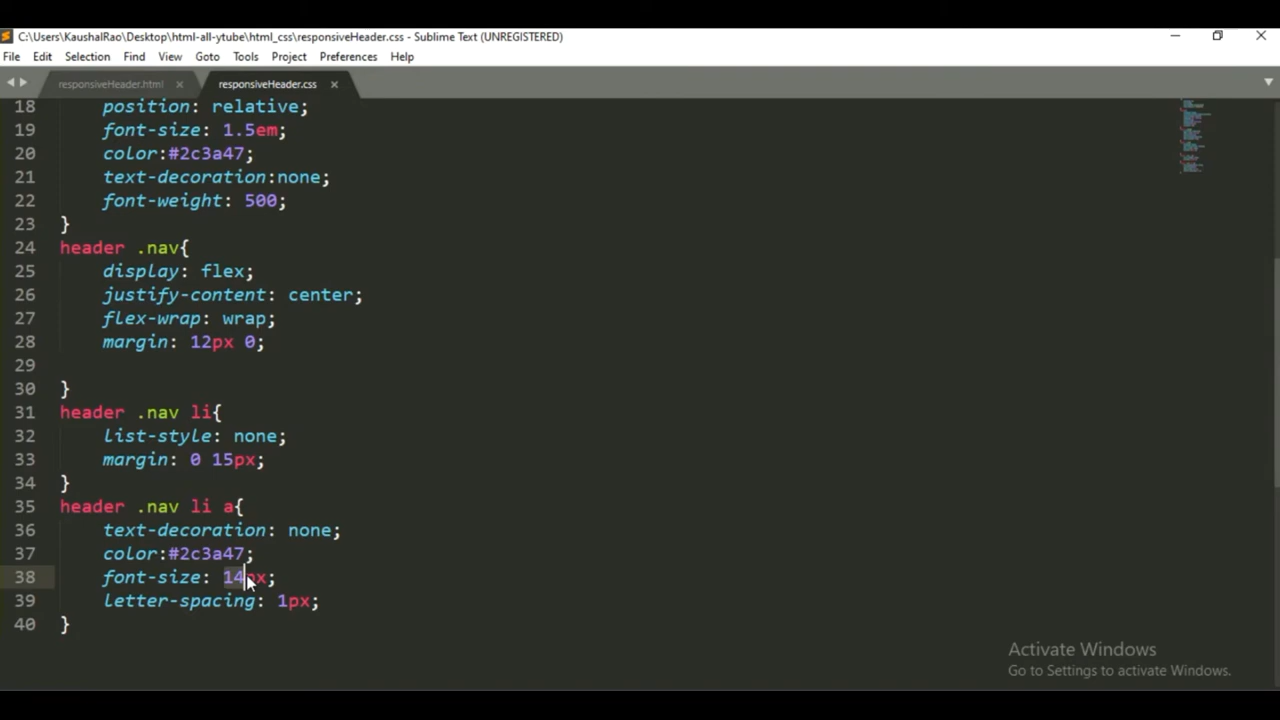 C:\Users\KaushalRao\Desktop\html-all-ytube\html_css\responsiveHeader.css - Sublime Text (UNREGISTERED)
File Edit Selection Find View Goto Tools Project Preferences Help
responsiveHeader.html × responsiveHeader.css ×
18 position: relative;
19 font-size: 1.5em;
20 color:#2c3a47;
21 text-decoration:none;
22 font-weight: 500;
23 }
24 header .nav{
25 display: flex;
26 justify-content: center;
27 flex-wrap: wrap;
28 margin: 12px 0;
29
30 }
31 header .nav li{
32 list-style: none;
33 margin: 0 15px;
34 }
35 header .nav li a{
36 text-decoration: none;
37 color:#2c3a47;
38 font-size: 14px;
39 letter-spacing: 1px;
40 }
Activate Windows
Go to Settings to activate Windows.